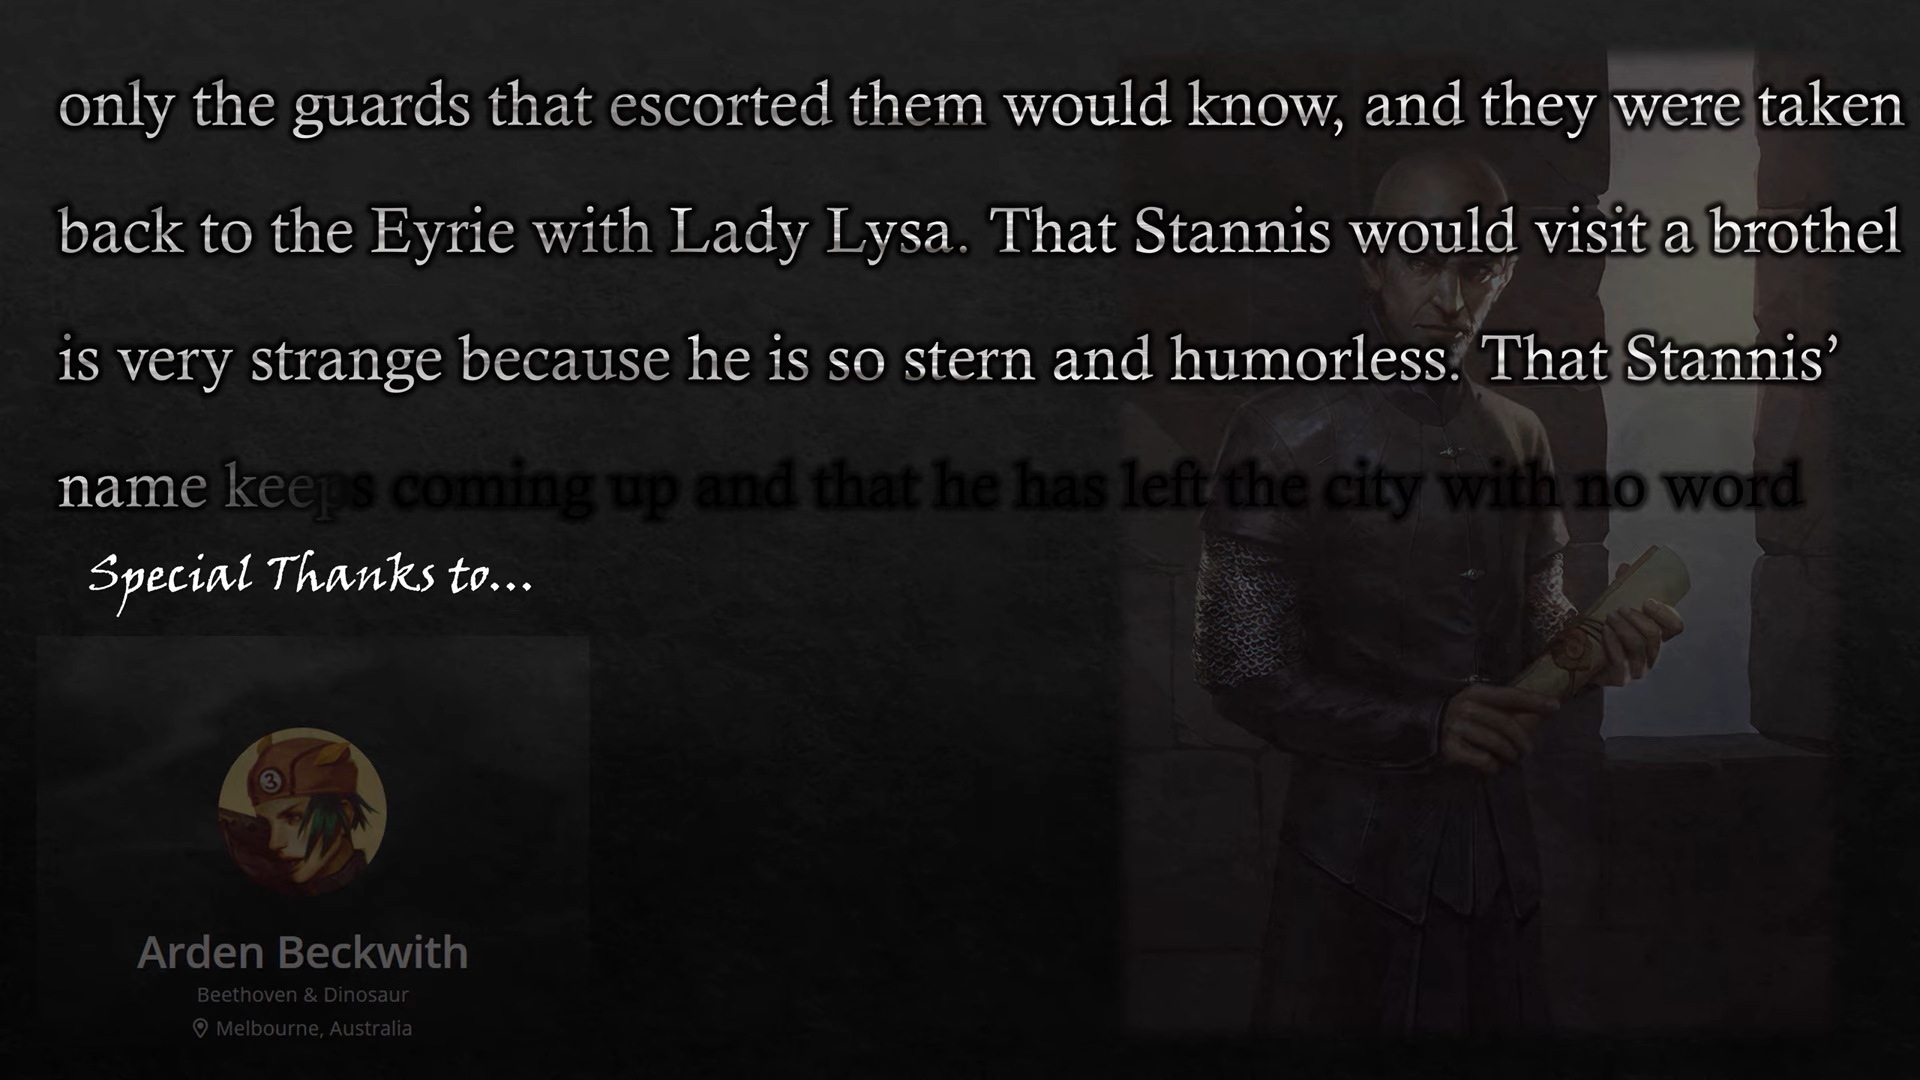 only the guards that escorted them would know, and they were taken
back to the Eyrie with Lady Lysa. That Stannis would visit a brothel
is very strange because he is so stern and humorless. That Stannis’
name keeps coming up and that he has left the city with no word
Special Thanks to...
3
Arden Beckwith
Beethoven & Dinosaur
Melbourne, Australia